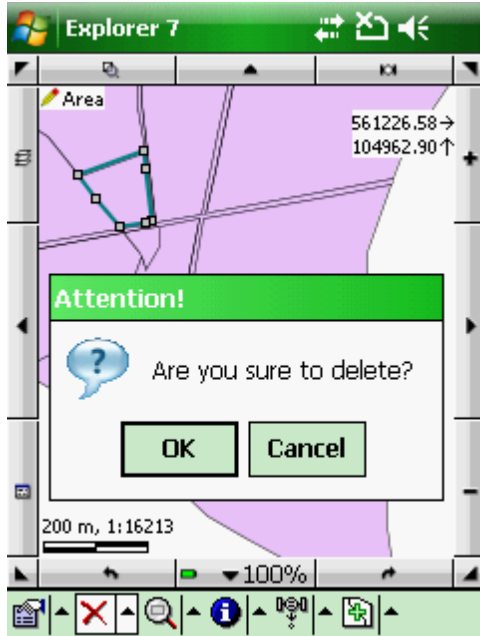 Explorer 7
Area
561226.58→
104962.90↑
Attention!
Are you sure to delete?
OK
Cancel
200 m, 1:16213
100%